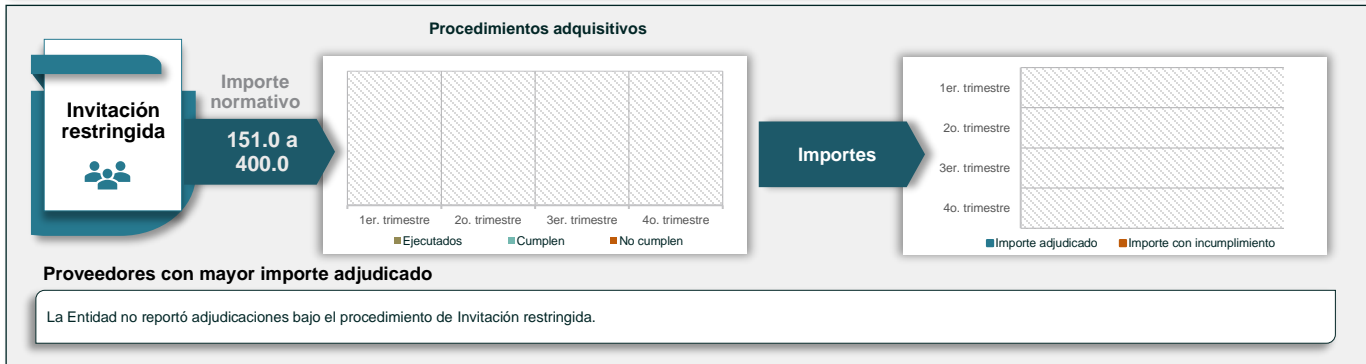 Procedimientos adquisitivos
Invitación
restringida
Importe
normativo
151.0 a
400.0
1er. trimestre
2o. trimestre
3er. trimestre
4o. trimestre
Ejecutados
Cumplen
No cumplen
Importes
1er. trimestre
2o. trimestre
3er. trimestre
4o. trimestre
Importe adjudicado
Importe con incumplimiento
Proveedores con mayor importe adjudicado
La Entidad no reportó adjudicaciones bajo el procedimiento de Invitación restringida.